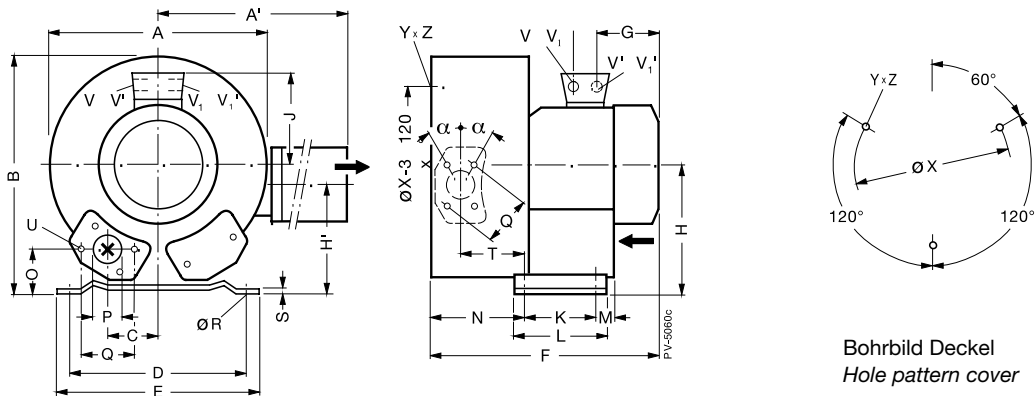 A'
A
B
V V' V₁ V₁'
J
U
H'
O
P
C
Q
D
E
ØR
S
V V₁
G
Y x Z
V' V₁'
α α
ØX-3 x 120
Q
T
H
N K M
L
F
PV-5060c
Y x Z
60°
ØX
120° 120°
Bohrbild Deckel
Hole pattern cover